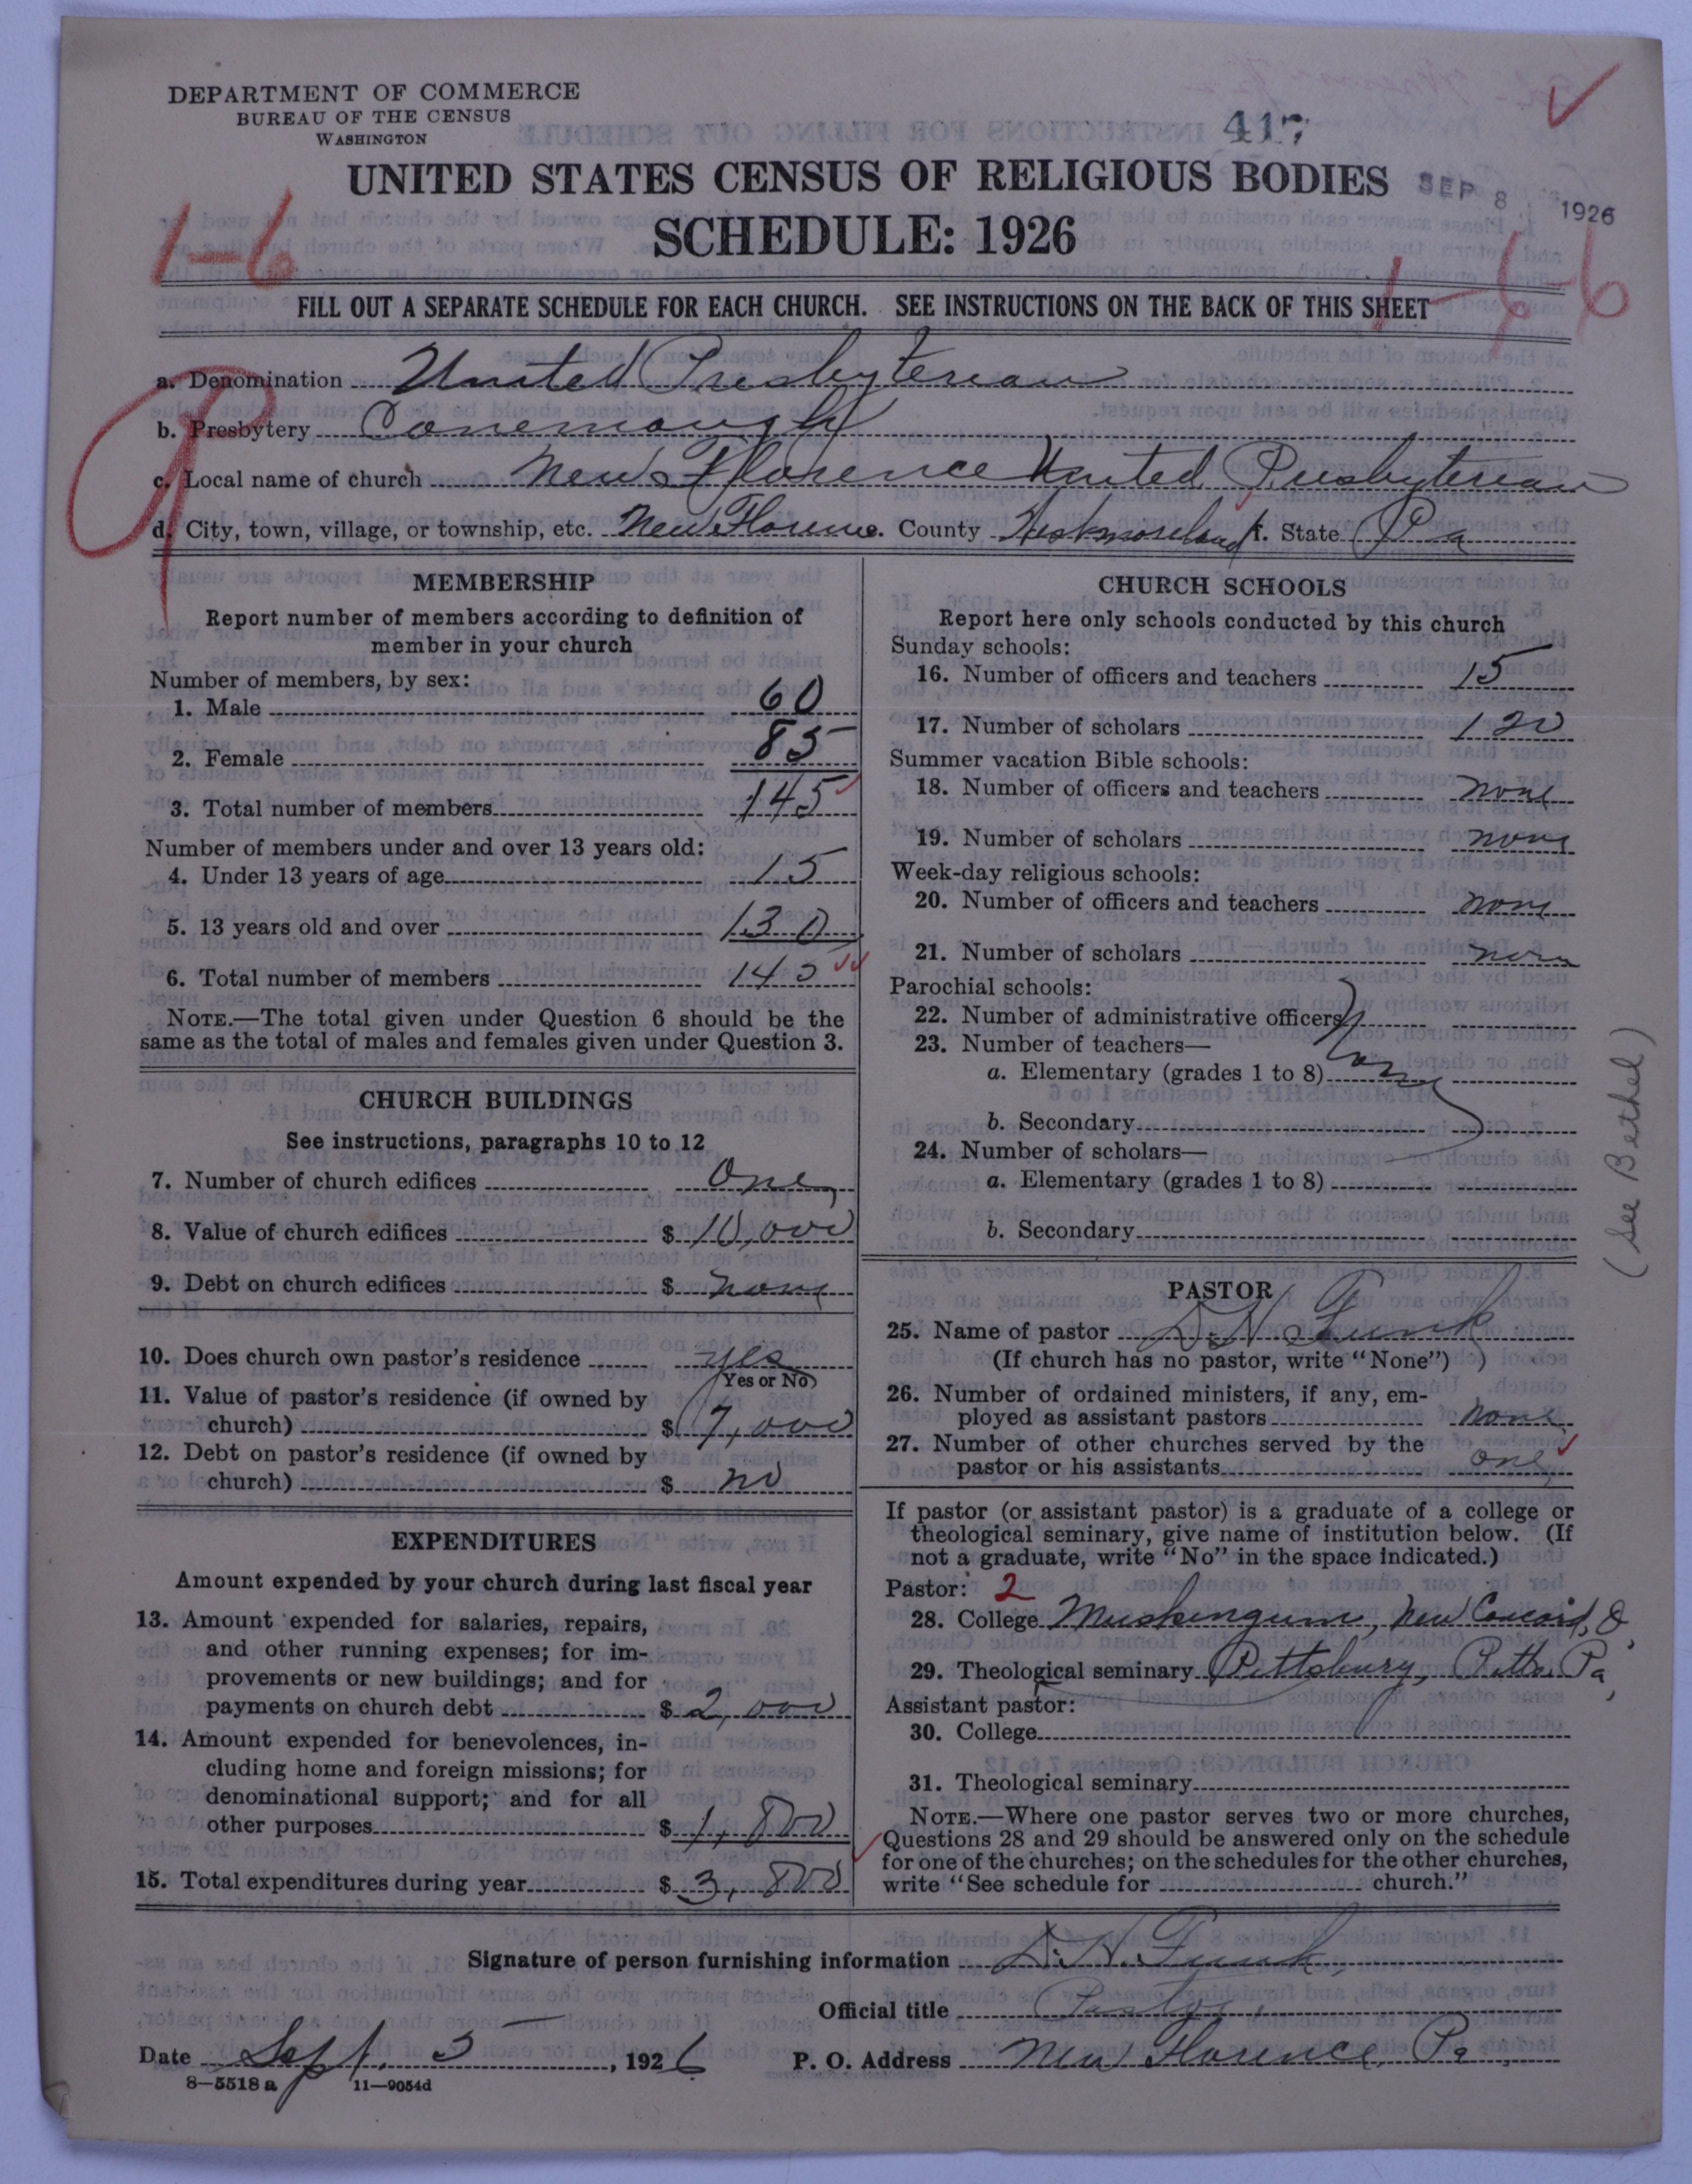 DEPARTMENT OF COMMERCE
BUREAU OF THE CENSUS
WASHINGTON
417
UNITED STATES CENSUS OF RELIGIOUS BODIES
SEP 8 1926
SCHEDULE: 1926
1-6
1-6-6
FILL OUT A SEPARATE SCHEDULE FOR EACH CHURCH. SEE INSTRUCTIONS ON THE BACK OF THIS SHEET
a. Denomination United Presbyterian
b. Presbytery Conemaugh
c. Local name of church New Florence United Presbyterian
d. City, town, village, or township, etc. New Florence. County Westmoreland. State Pa
MEMBERSHIP
Report number of members according to definition of
member in your church
Number of members, by sex:
1. Male 60
2. Female 85
3. Total number of members 145
Number of members under and over 13 years old:
4. Under 13 years of age 15
5. 13 years old and over 130
6. Total number of members 145
NOTE.—The total given under Question 6 should be the
same as the total of males and females given under Question 3.
CHURCH BUILDINGS
See instructions, paragraphs 10 to 12
7. Number of church edifices One
8. Value of church edifices $ 10,000
9. Debt on church edifices $ none
10. Does church own pastor's residence yes
(Yes or No)
11. Value of pastor's residence (if owned by
church) $ 7,000
12. Debt on pastor's residence (if owned by
church) $ no
EXPENDITURES
Amount expended by your church during last fiscal year
13. Amount expended for salaries, repairs,
and other running expenses; for im-
provements or new buildings; and for
payments on church debt $ 2,000
14. Amount expended for benevolences, in-
cluding home and foreign missions; for
denominational support; and for all
other purposes $ 1,800
15. Total expenditures during year $ 3,800
CHURCH SCHOOLS
Report here only schools conducted by this church
Sunday schools:
16. Number of officers and teachers 15
17. Number of scholars 120
Summer vacation Bible schools:
18. Number of officers and teachers none
19. Number of scholars none
Week-day religious schools:
20. Number of officers and teachers none
21. Number of scholars none
Parochial schools:
22. Number of administrative officers
23. Number of teachers—
a. Elementary (grades 1 to 8) None
b. Secondary
24. Number of scholars—
a. Elementary (grades 1 to 8)
b. Secondary
(See Bethel)
PASTOR
25. Name of pastor D. H. Funk
(If church has no pastor, write "None")
26. Number of ordained ministers, if any, em-
ployed as assistant pastors none
27. Number of other churches served by the
pastor or his assistants one
If pastor (or assistant pastor) is a graduate of a college or
theological seminary, give name of institution below. (If
not a graduate, write "No" in the space indicated.)
Pastor: 2
28. College Muskingum, New Concord, O.
29. Theological seminary Pittsburg, Pitts. Pa,
Assistant pastor:
30. College
31. Theological seminary
NOTE.—Where one pastor serves two or more churches,
Questions 28 and 29 should be answered only on the schedule
for one of the churches; on the schedules for the other churches,
write "See schedule for church."
Signature of person furnishing information D. H. Funk,
Official title Pastor,
Date Sept. 5, 1926 P. O. Address New Florence, Pa.
8—5518 a 11—9054d